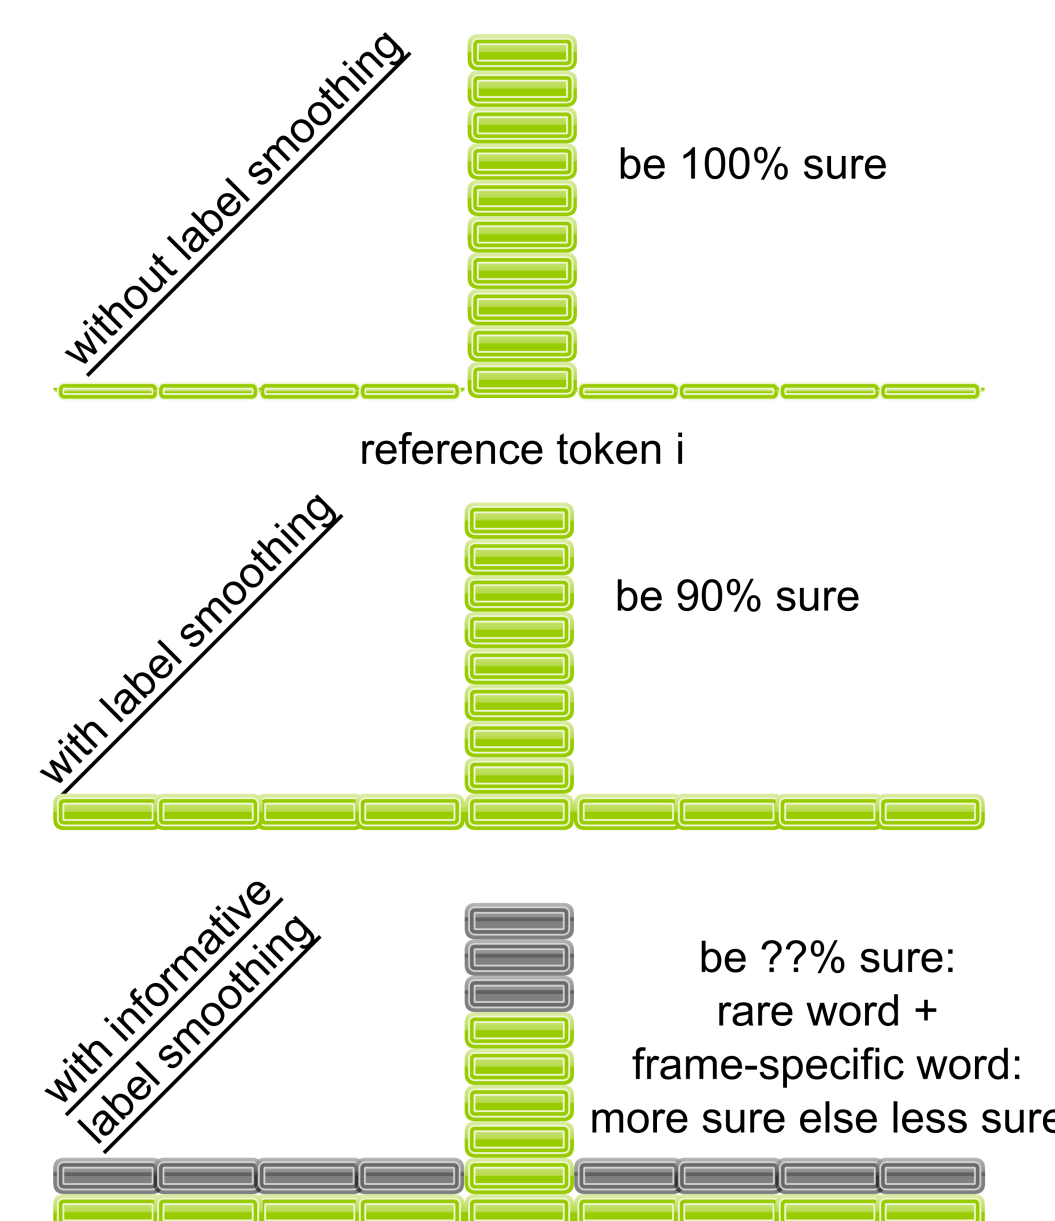 without label smoothing
be 100% sure
reference token i
with label smoothing
be 90% sure
with informative
label smoothing
be ??% sure:
rare word +
frame-specific word:
more sure else less sure